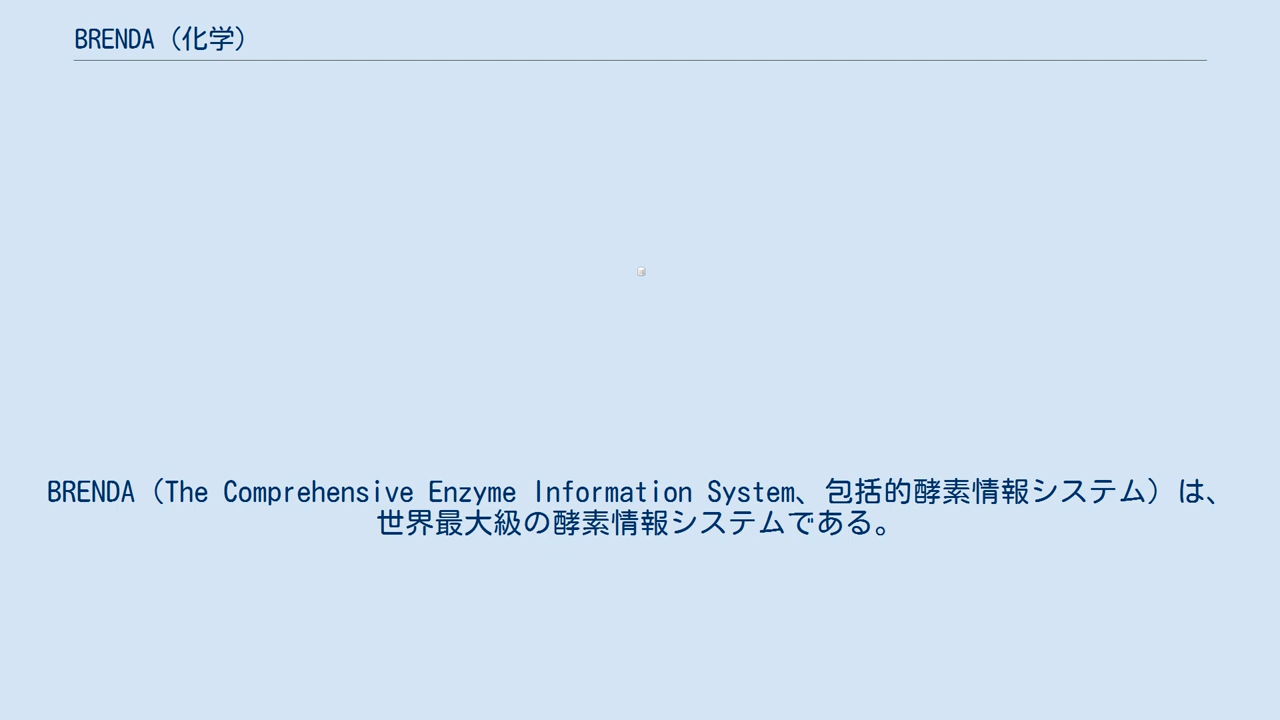 BRENDA（化学）
BRENDA（The Comprehensive Enzyme Information System、包括的酵素情報システム）は、
世界最大級の酵素情報システムである。